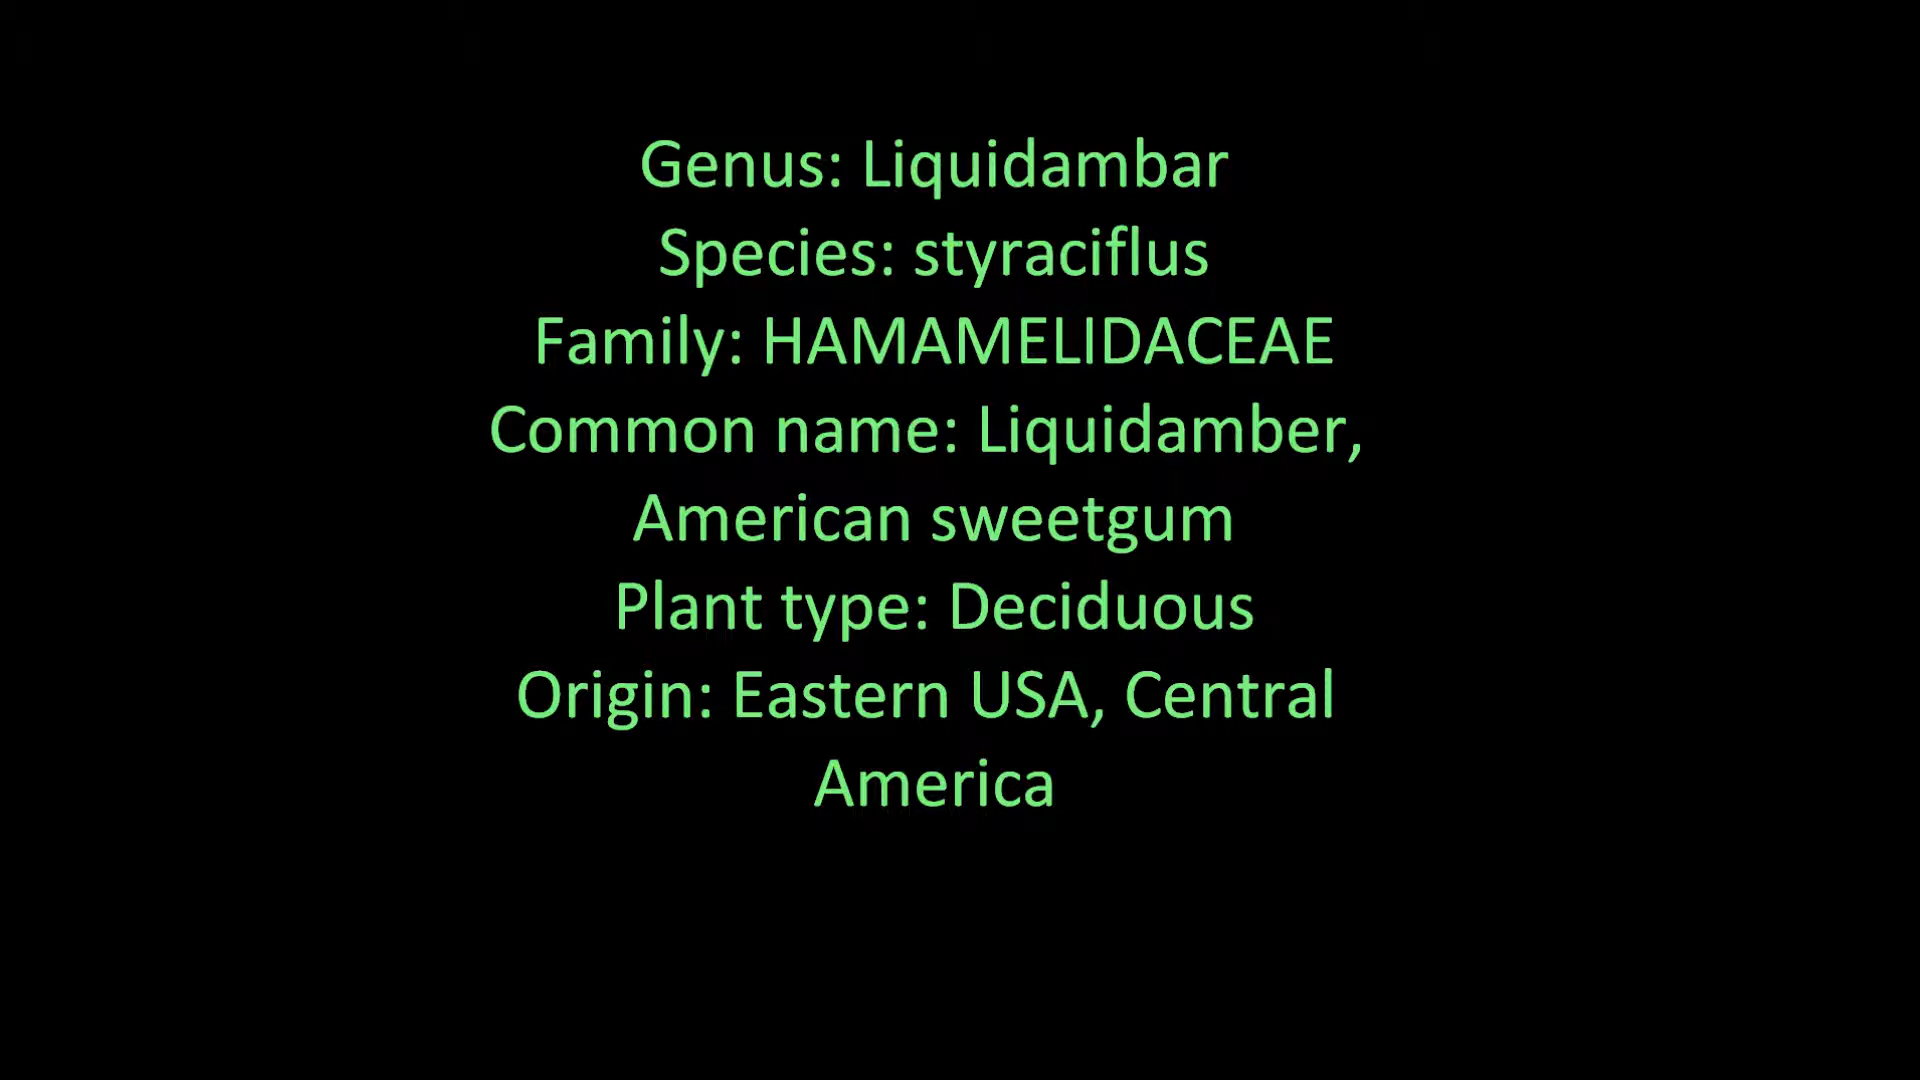 Genus: Liquidambar
Species: styraciflus
Family: HAMAMELIDACEAE
Common name: Liquidamber,
American sweetgum
Plant type: Deciduous
Origin: Eastern USA, Central
America